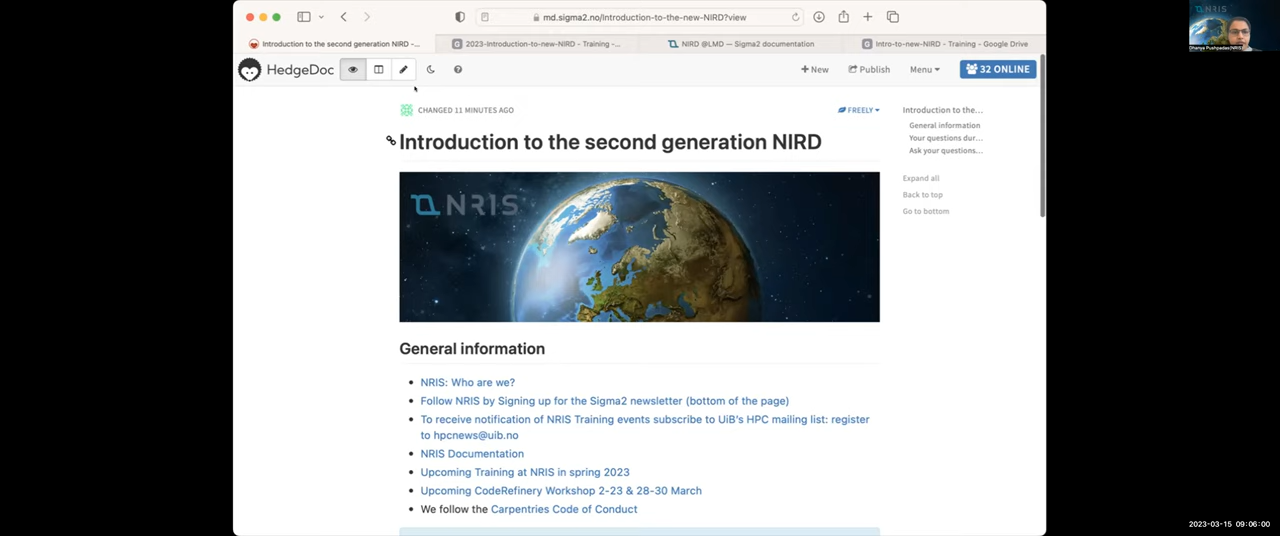 md.sigma2.no/Introduction-to-the-new-NIRD?view
Introduction to the second generation NIRD -...
2023-Introduction-to-new-NIRD - Training -...
NIRD @LMD — Sigma2 documentation
Intro-to-new-NIRD - Training - Google Drive
HedgeDoc
New
Publish
Menu
32 ONLINE
CHANGED 11 MINUTES AGO
FREELY
Introduction to the second generation NIRD
NRIS
General information
NRIS: Who are we?
Follow NRIS by Signing up for the Sigma2 newsletter (bottom of the page)
To receive notification of NRIS Training events subscribe to UiB's HPC mailing list: register
to hpcnews@uib.no
NRIS Documentation
Upcoming Training at NRIS in spring 2023
Upcoming CodeRefinery Workshop 2-23 & 28-30 March
We follow the Carpentries Code of Conduct
Introduction to the...
General information
Your questions dur...
Ask your questions...
Expall all
Back to top
Go to bottom
NRIS
Dhanya Pushpadas(NRIS)
2023-03-15 09:06:00